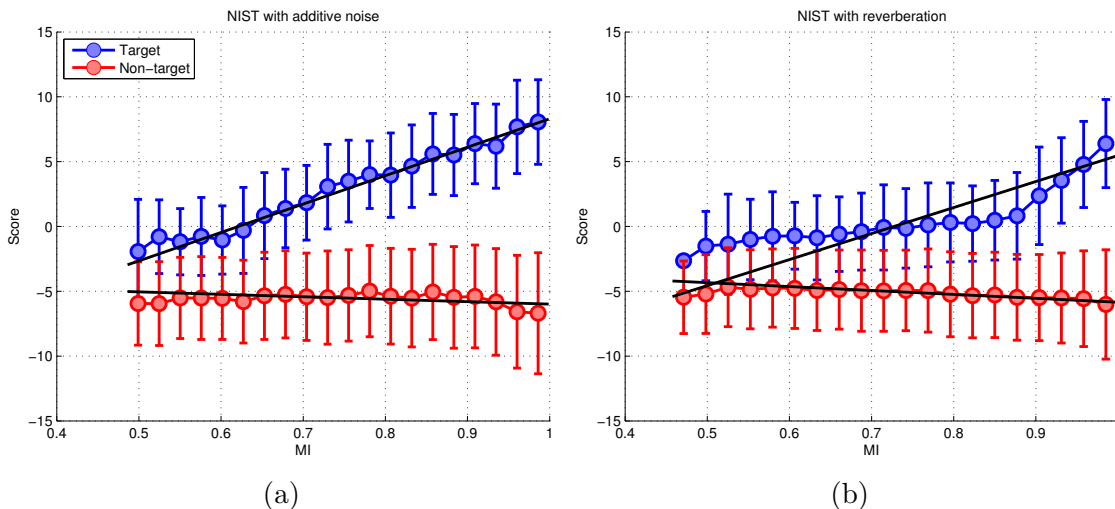 NIST with additive noise
15
10
5
0
−5
−10
−15
Score
Target
Non−target
0.4
0.5
0.6
0.7
0.8
0.9
1
MI
(a)
NIST with reverberation
15
10
5
0
−5
−10
−15
Score
0.4
0.5
0.6
0.7
0.8
0.9
MI
(b)